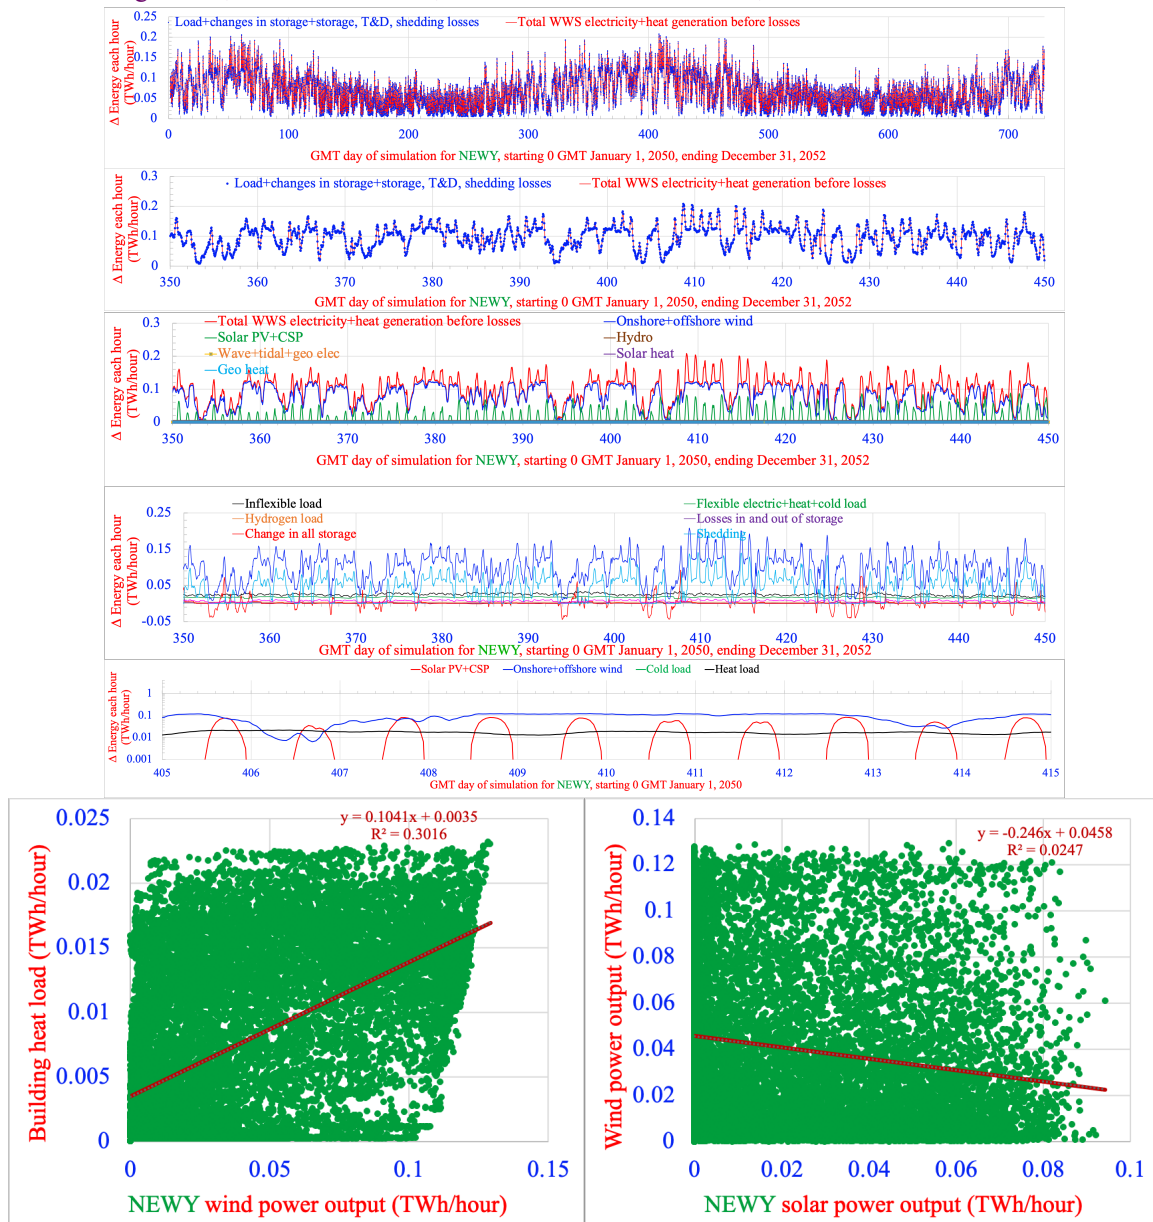 0.25
0.2
0.15
0.1
0.05
0
Δ Energy each hour
(TWh/hour)
Load+changes in storage+storage, T&D, shedding losses
—Total WWS electricity+heat generation before losses
0 100 200 300 400 500 600 700
GMT day of simulation for NEWY, starting 0 GMT January 1, 2050, ending December 31, 2052
0.3
0.2
0.1
0
Δ Energy each hour
(TWh/hour)
Load+changes in storage+storage, T&D, shedding losses
—Total WWS electricity+heat generation before losses
350 360 370 380 390 400 410 420 430 440 450
GMT day of simulation for NEWY, starting 0 GMT January 1, 2050, ending December 31, 2052
0.3
0.2
0.1
0
Δ Energy each hour
(TWh/hour)
—Total WWS electricity+heat generation before losses
—Onshore+offshore wind
—Solar PV+CSP
—Hydro
Wave+tidal+geo elec
—Solar heat
—Geo heat
350 360 370 380 390 400 410 420 430 440 450
GMT day of simulation for NEWY, starting 0 GMT January 1, 2050, ending December 31, 2052
0.25
0.15
0.05
-0.05
Δ Energy each hour
(TWh/hour)
—Inflexible load
—Flexible electric+heat+cold load
—Hydrogen load
—Losses in and out of storage
—Change in all storage
—Shedding
350 360 370 380 390 400 410 420 430 440 450
GMT day of simulation for NEWY, starting 0 GMT January 1, 2050, ending December 31, 2052
—Solar PV+CSP —Onshore+offshore wind —Cold load —Heat load
1
0.1
0.01
0.001
Δ Energy each hour
(TWh/hour)
405 406 407 408 409 410 411 412 413 414 415
GMT day of simulation for NEWY, starting 0 GMT January 1, 2050
y = 0.1041x + 0.0035
R² = 0.3016
0.025
0.02
0.015
0.01
0.005
0
Building heat load (TWh/hour)
0 0.05 0.1 0.15
NEWY wind power output (TWh/hour)
y = -0.246x + 0.0458
R² = 0.0247
0.14
0.12
0.1
0.08
0.06
0.04
0.02
0
Wind power output (TWh/hour)
0 0.02 0.04 0.06 0.08 0.1
NEWY solar power output (TWh/hour)